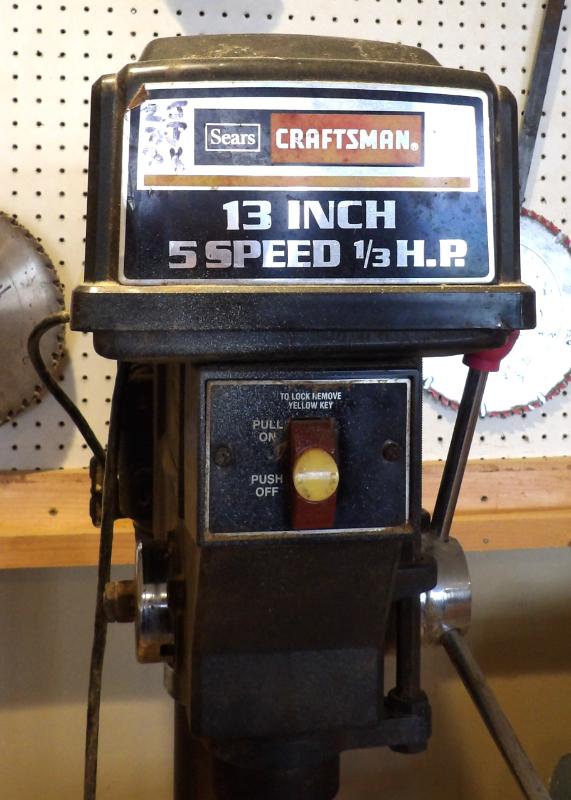 Sears CRAFTSMAN®
13 INCH
5 SPEED 1/3 H.P.
TO LOCK REMOVE
YELLOW KEY
PULL
ON
PUSH
OFF